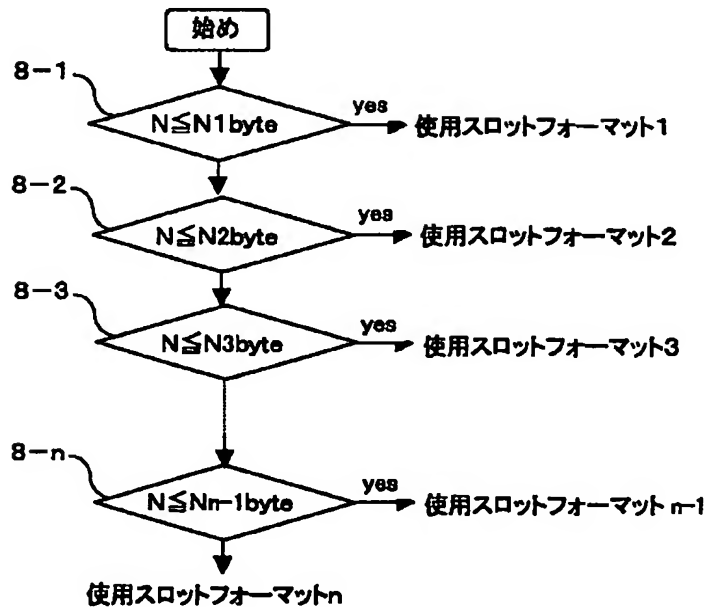 始め
8-1
N≦N1byte
yes
使用スロットフォーマット1
8-2
N≦N2byte
yes
使用スロットフォーマット2
8-3
N≦N3byte
yes
使用スロットフォーマット3
8-n
N≦Nn-1byte
yes
使用スロットフォーマット n-1
使用スロットフォーマットn